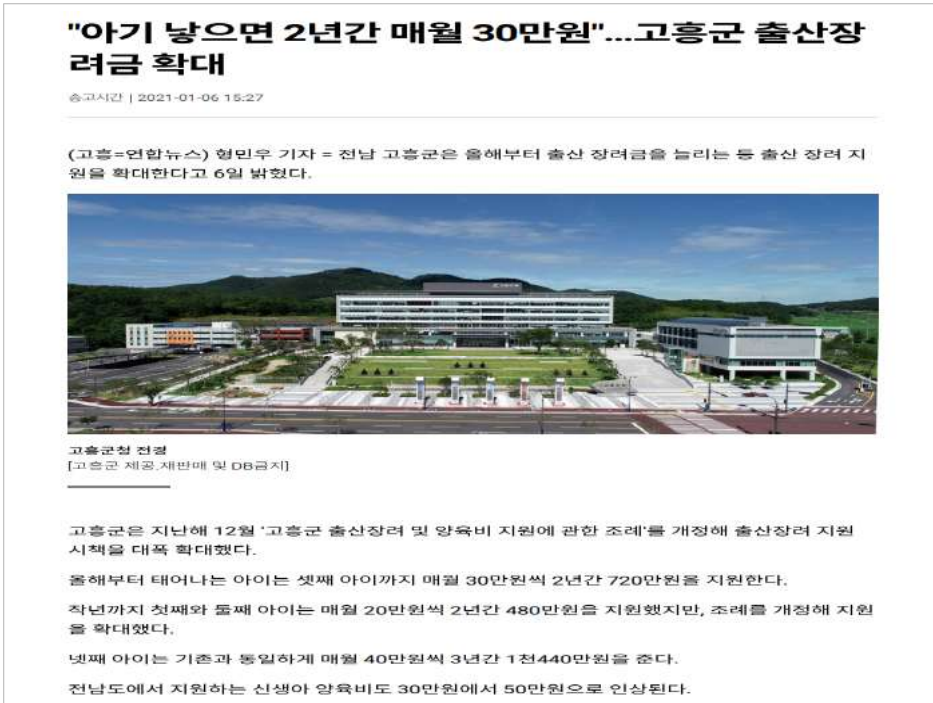 "아기 낳으면 2년간 매월 30만원"...고흥군 출산장
려금 확대
송고시간 | 2021-01-06 15:27
(고흥=연합뉴스) 형민우 기자 = 전남 고흥군은 올해부터 출산 장려금을 늘리는 등 출산 장려 지
원을 확대한다고 6일 밝혔다.
고흥군청 전경
[고흥군 제공.재판매 및 DB금지]
고흥군은 지난해 12월 '고흥군 출산장려 및 양육비 지원에 관한 조례'를 개정해 출산장려 지원
시책을 대폭 확대했다.
올해부터 태어나는 아이는 셋째 아이까지 매월 30만원씩 2년간 720만원을 지원한다.
작년까지 첫째와 둘째 아이는 매월 20만원씩 2년간 480만원을 지원했지만, 조례를 개정해 지원
을 확대했다.
넷째 아이는 기존과 동일하게 매월 40만원씩 3년간 1천440만원을 준다.
전남도에서 지원하는 신생아 양육비도 30만원에서 50만원으로 인상된다.